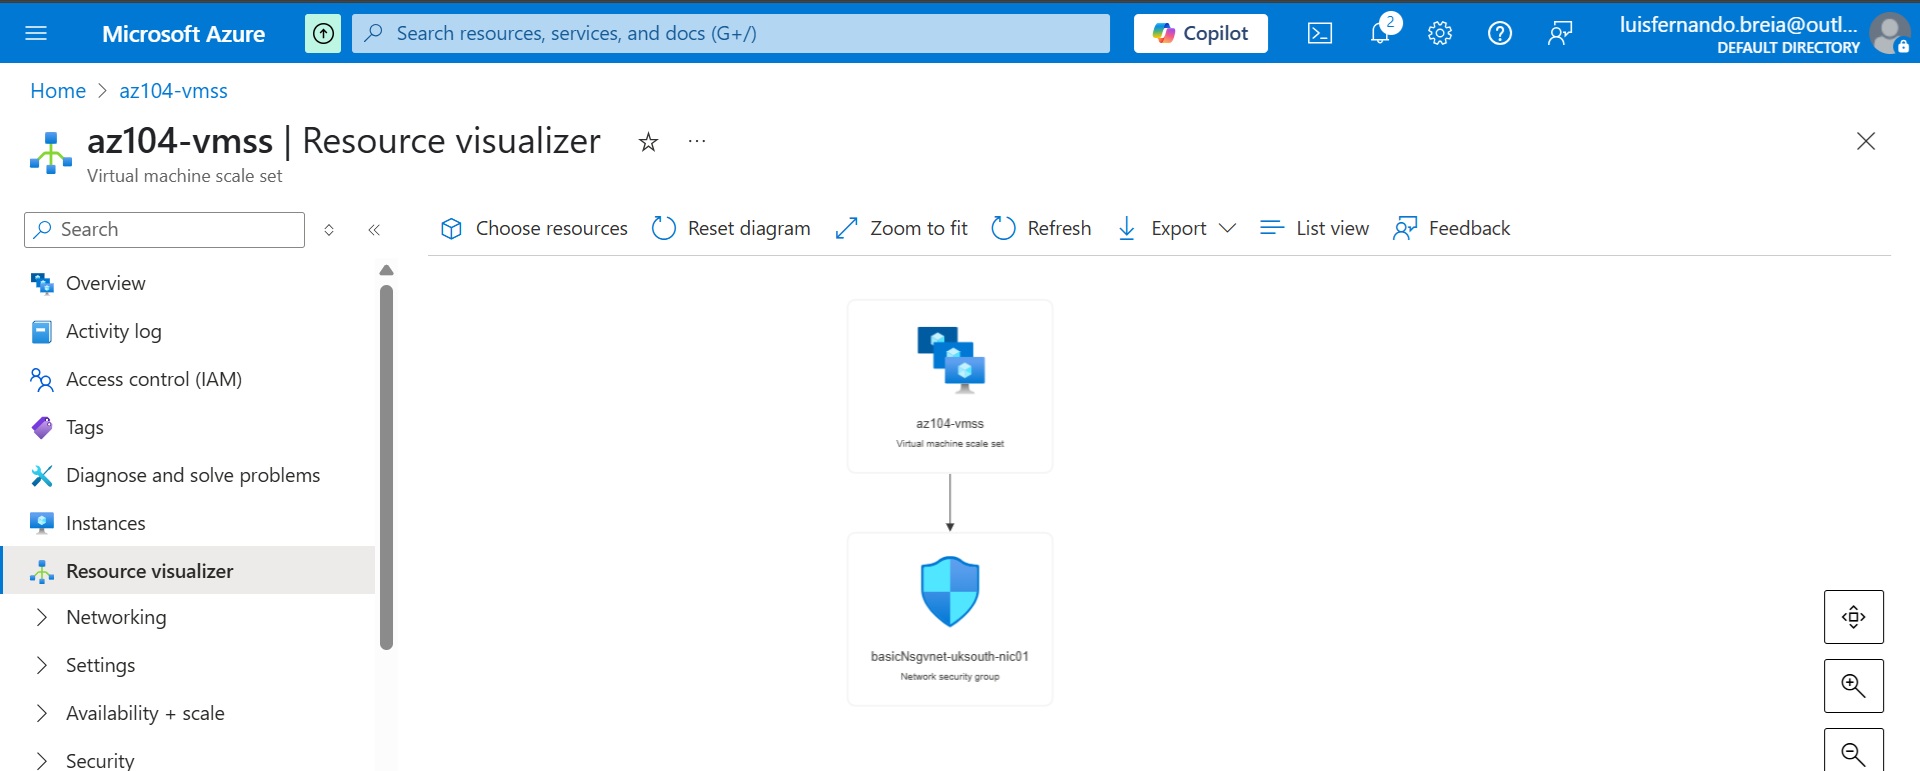 Microsoft Azure
Search resources, services, and docs (G+/)
Copilot
2
luisfernando.breia@outl...
DEFAULT DIRECTORY
Home > az104-vmss
az104-vmss | Resource visualizer
Virtual machine scale set
Search
Choose resources
Reset diagram
Zoom to fit
Refresh
Export
List view
Feedback
Overview
Activity log
Access control (IAM)
Tags
Diagnose and solve problems
Instances
Resource visualizer
Networking
Settings
Availability + scale
Security
az104-vmss
Virtual machine scale set
basicNsgvnet-uksouth-nic01
Network security group